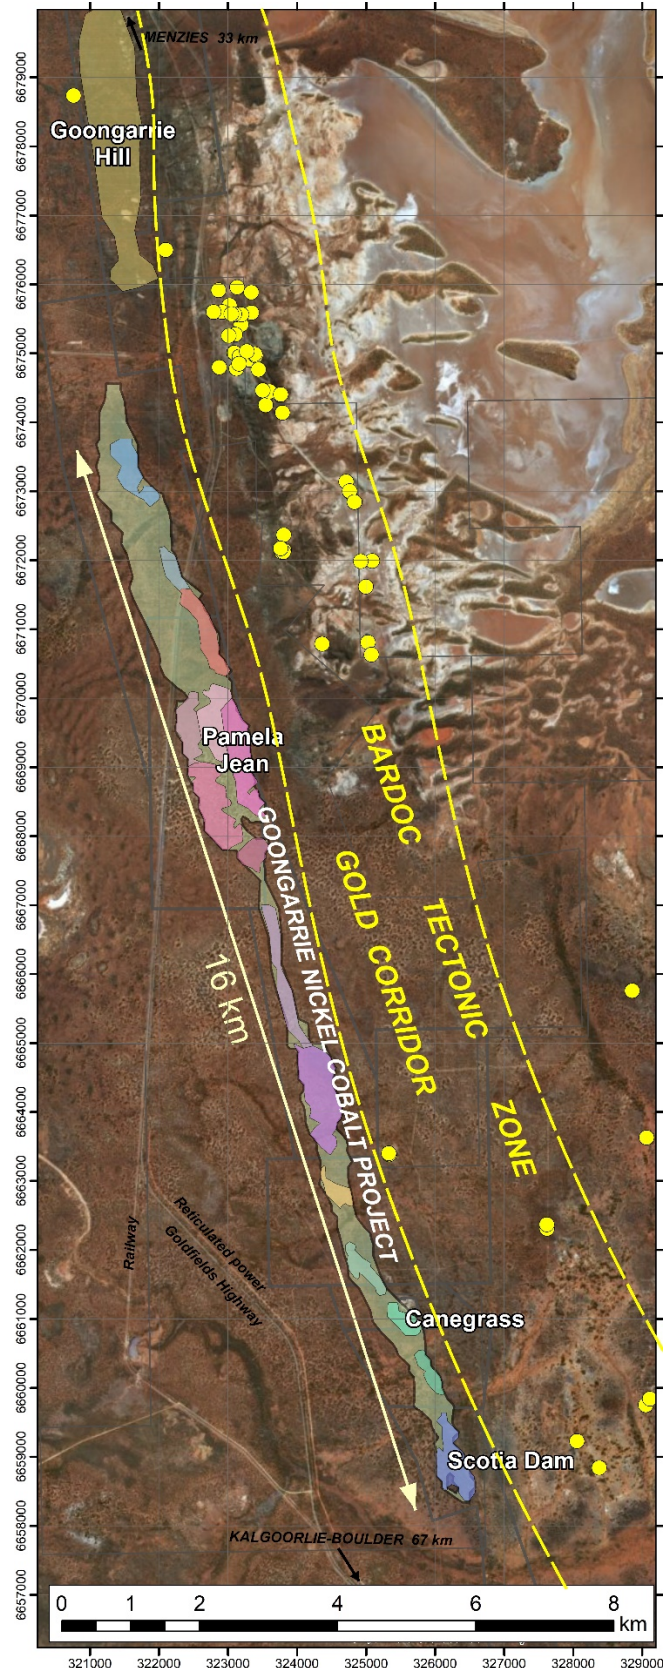 MENZIES 33 km
6679000
Goongarrie
Hill
6678000
6677000
6676000
6675000
6674000
6673000
6672000
6671000
6670000
Pamela
Jean
BARDOC
6669000
6668000
GOONGARRIE NICKEL COBALT PROJECT
GOLD CORRIDOR
TECTONIC
6667000
6666000
16 km
6665000
6664000
ZONE
6663000
Reticulated power
Railway
Goldfields Highway
6662000
6661000
Canegrass
6660000
6659000
Scotia Dam
6658000
KALGOORLIE-BOULDER 67 km
6657000
0 1 2 4 6 8
km
321000 322000 323000 324000 325000 326000 327000 328000 329000